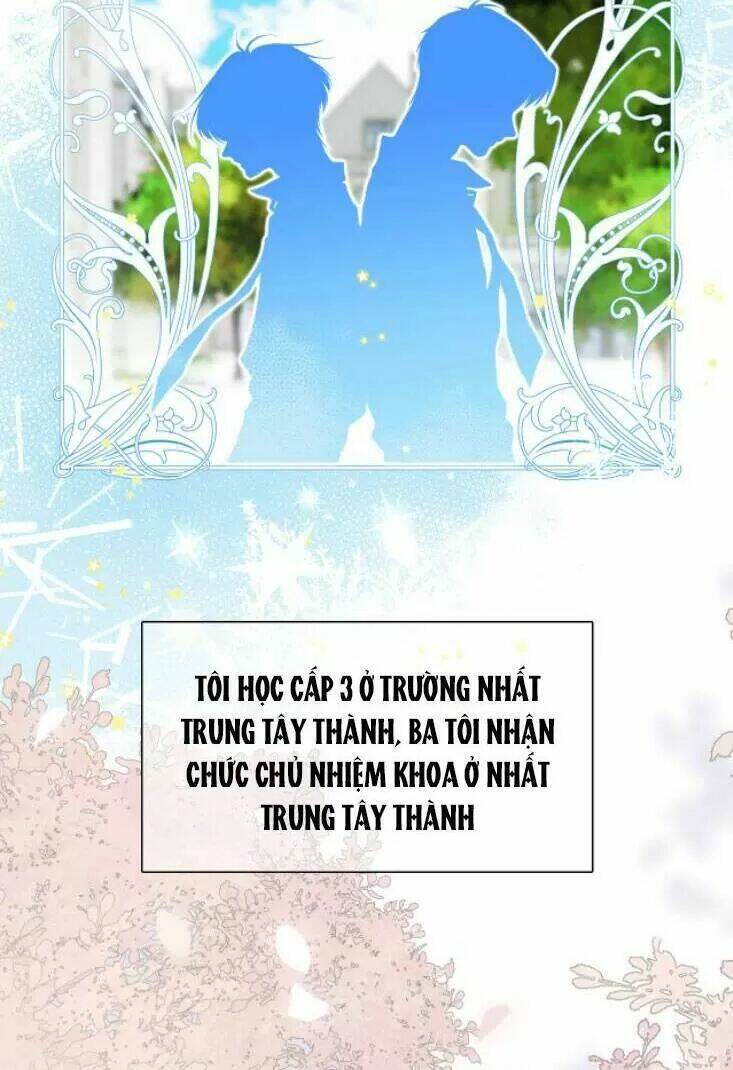 TÔI HỌC CẤP 3 Ở TRƯỜNG NHẤT
TRUNG TÂY THÀNH, BA TÔI NHẬN
CHỨC CHỦ NHIỆM KHOA Ở NHẤT
TRUNG TÂY THÀNH